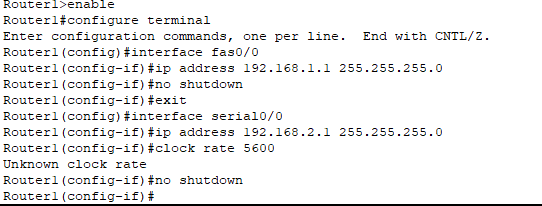 Router1>enable
Router1#configure terminal
Enter configuration commands, one per line.  End with CNTL/Z.
Router1(config)#interface fas0/0
Router1(config-if)#ip address 192.168.1.1 255.255.255.0
Router1(config-if)#no shutdown
Router1(config-if)#exit
Router1(config)#interface serial0/0
Router1(config-if)#ip address 192.168.2.1 255.255.255.0
Router1(config-if)#clock rate 5600
Unknown clock rate
Router1(config-if)#no shutdown
Router1(config-if)#